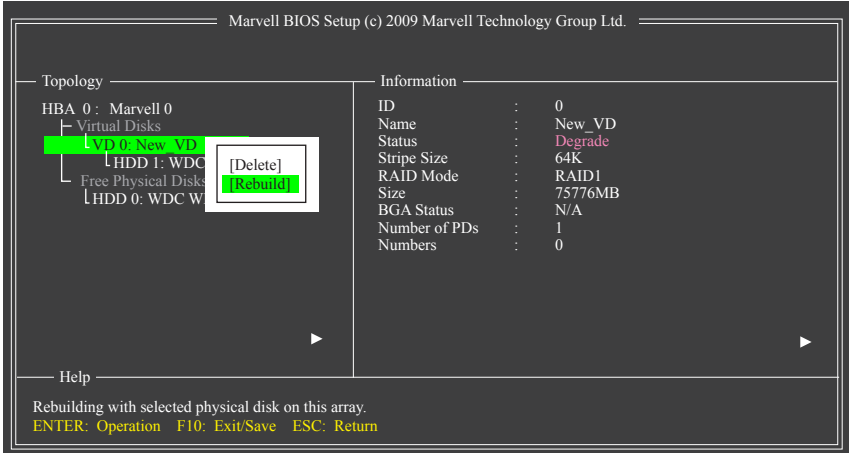 Marvell BIOS Setup (c) 2009 Marvell Technology Group Ltd.
Topology
HBA 0 : Marvell 0
Virtual Disks
VD 0: New_VD
HDD 1: WDC
Free Physical Disks
HDD 0: WDC W
[Delete]
[Rebuild]
Information
ID : 0
Name : New_VD
Status : Degrade
Stripe Size : 64K
RAID Mode : RAID1
Size : 75776MB
BGA Status : N/A
Number of PDs : 1
Numbers : 0
Help
Rebuilding with selected physical disk on this array.
ENTER: Operation F10: Exit/Save ESC: Return